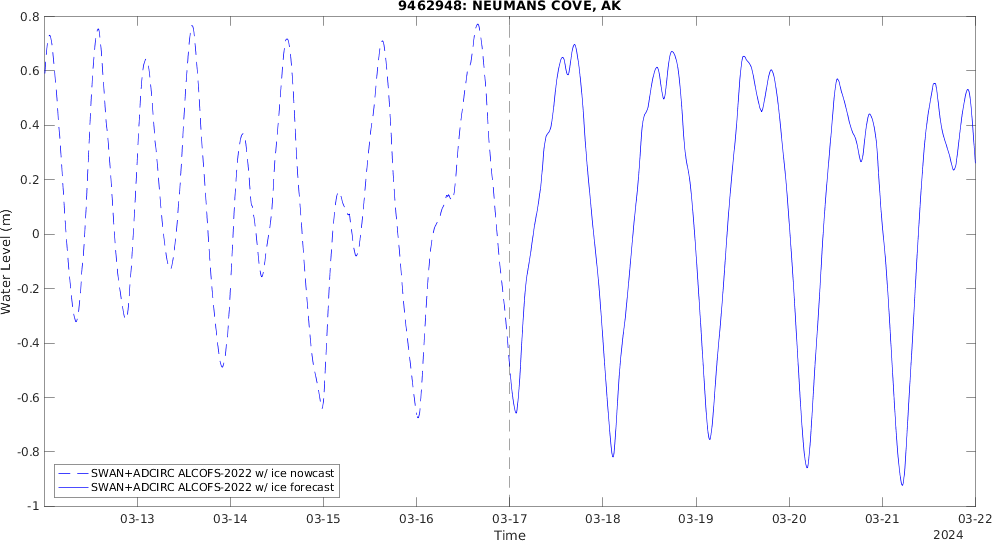 9462948: NEUMANS COVE, AK
Water Level (m)
0.8
0.6
0.4
0.2
0
-0.2
-0.4
-0.6
-0.8
-1
SWAN+ADCIRC ALCOFS-2022 w/ ice nowcast
SWAN+ADCIRC ALCOFS-2022 w/ ice forecast
03-13 03-14 03-15 03-16 03-17 03-18 03-19 03-20 03-21 03-22
Time
2024